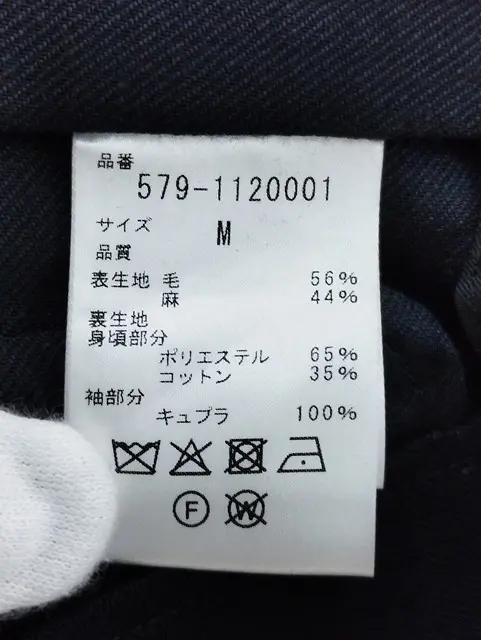 品番
579-1120001
サイズ
M
品質
表生地 毛 56%
麻 44%
裏生地
身頃部分
ポリエステル 65%
コットン 35%
袖部分
キュプラ 100%
F W